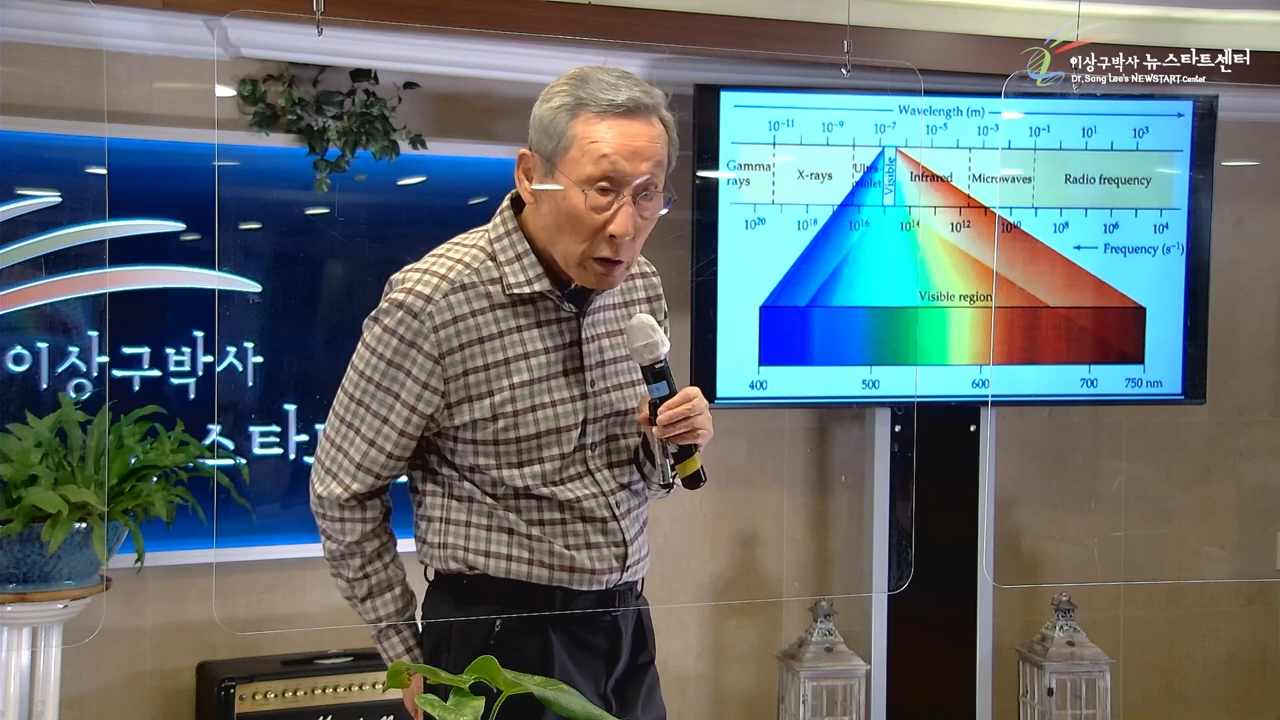 이상구박사 뉴스타트센터
Dr. Sang Lee's NEWSTART Center
Wavelength (m)
10⁻¹¹ 10⁻⁹ 10⁻⁷ 10⁻⁵ 10⁻³ 10⁻¹ 10¹ 10³
Gamma rays X-rays Ultra-violet Visible Infrared Microwaves Radio frequency
10²⁰ 10¹⁸ 10¹⁶ 10¹⁴ 10¹² 10¹⁰ 10⁸ 10⁶ 10⁴
Frequency (s⁻¹)
Visible region
400 500 600 700 750 nm
이상구박사
스타